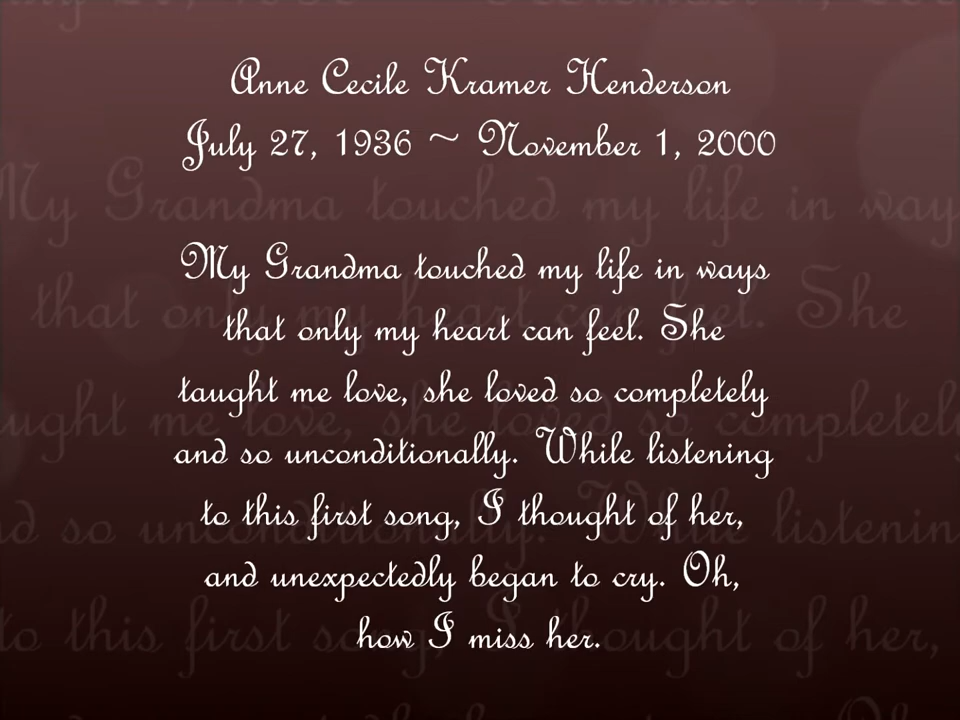 Anne Cecile Kramer Henderson
July 27, 1936 ~ November 1, 2000
My Grandma touched my life in ways
that only my heart can feel. She
taught me love, she loved so completely
and so unconditionally. While listening
to this first song, I thought of her,
and unexpectedly began to cry. Oh,
how I miss her.